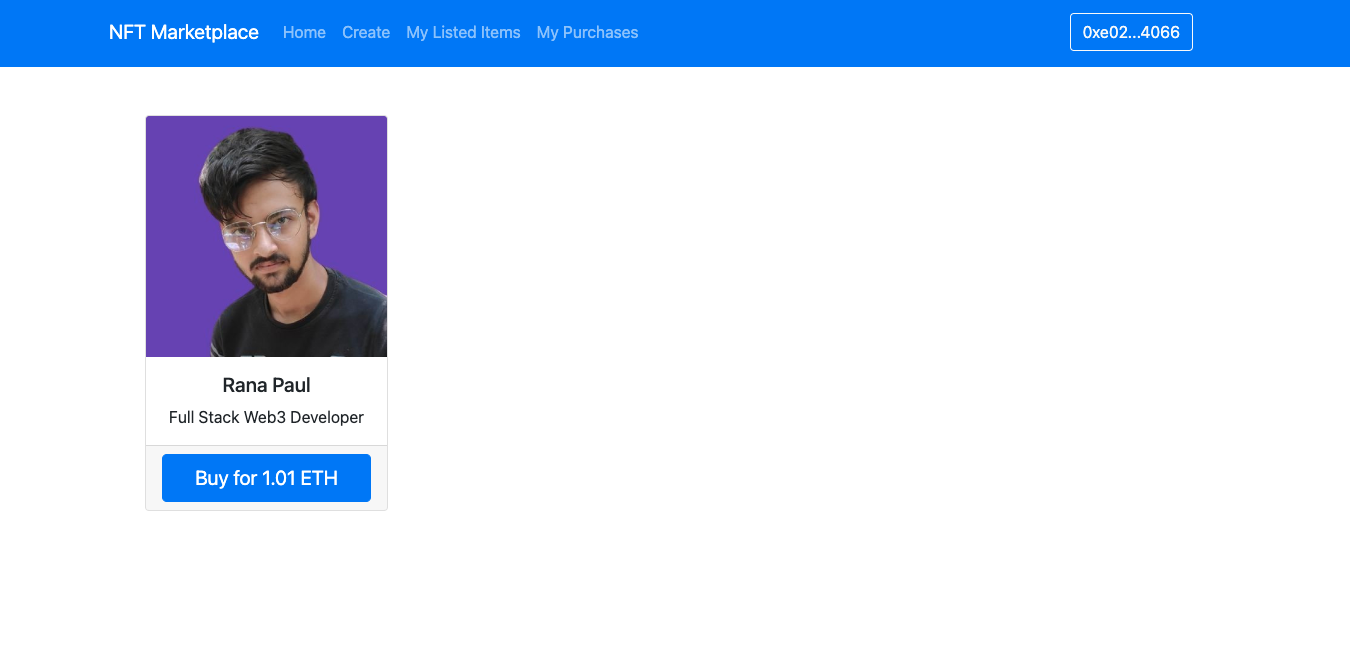 NFT Marketplace Home Create My Listed Items My Purchases 0xe02...4066
Rana Paul
Full Stack Web3 Developer
Buy for 1.01 ETH